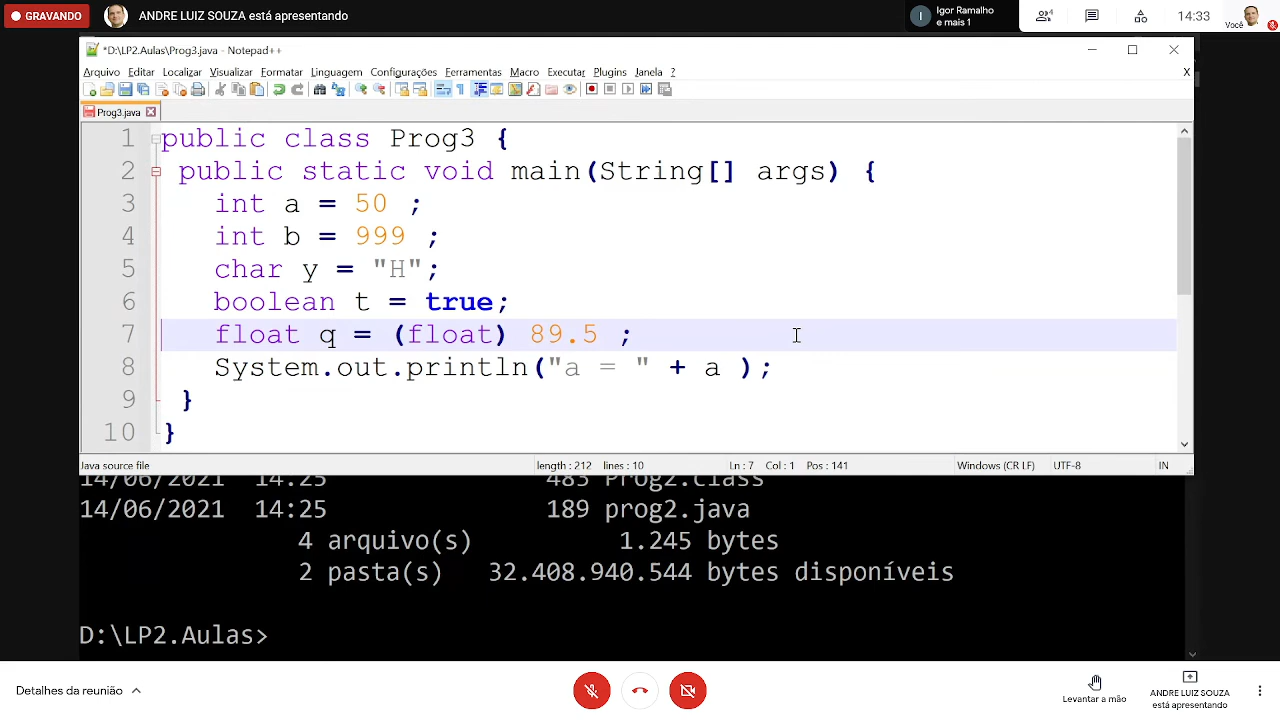 GRAVANDO
ANDRE LUIZ SOUZA está apresentando
I
Igor Ramalho
e mais 1
4
14:33
Você
*D:\LP2.Aulas\Prog3.java - Notepad++
Arquivo Editar Localizar Visualizar Formatar Linguagem Configurações Ferramentas Macro Executar Plugins Janela ?
X
Prog3.java
1 public class Prog3 {
2 public static void main(String[] args) {
3 int a = 50 ;
4 int b = 999 ;
5 char y = "H";
6 boolean t = true;
7 float q = (float) 89.5 ;
8 System.out.println("a = " + a );
9 }
10 }
Java source file length : 212 lines : 10 Ln : 7 Col : 1 Pos : 141 Windows (CR LF) UTF-8 IN
14/06/2021 14:25 483 Prog2.class
14/06/2021 14:25 189 prog2.java
4 arquivo(s) 1.245 bytes
2 pasta(s) 32.408.940.544 bytes disponíveis
D:\LP2.Aulas>
Detalhes da reunião
Levantar a mão
ANDRE LUIZ SOUZA
está apresentando